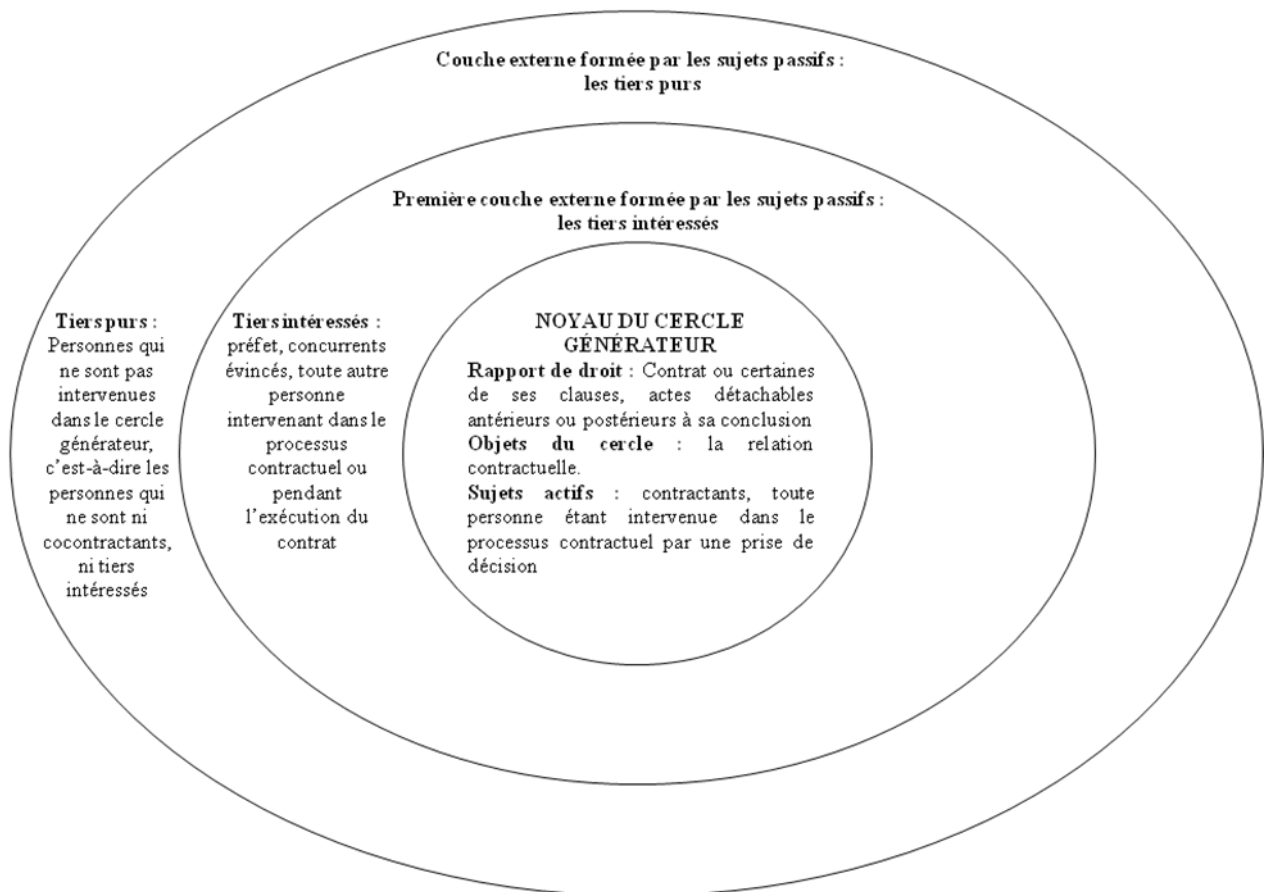 Couche externe formée par les sujets passifs :
les tiers purs
Première couche externe formée par les sujets passifs :
les tiers intéressés
Tiers purs :
Personnes qui
ne sont pas
intervenues
dans le cercle
générateur,
c'est-à-dire les
personnes qui
ne sont ni
cocontractants,
ni tiers
intéressés
Tiers intéressés :
préfet, concurrents
évincés, toute autre
personne
intervenant dans le
processus
contractuel ou
pendant
l'exécution du
contrat
NOYAU DU CERCLE
GÉNÉRATEUR
Rapport de droit : Contrat ou certaines
de ses clauses, actes détachables
antérieurs ou postérieurs à sa conclusion
Objets du cercle : la relation
contractuelle.
Sujets actifs : contractants, toute
personne étant intervenue dans le
processus contractuel par une prise de
décision